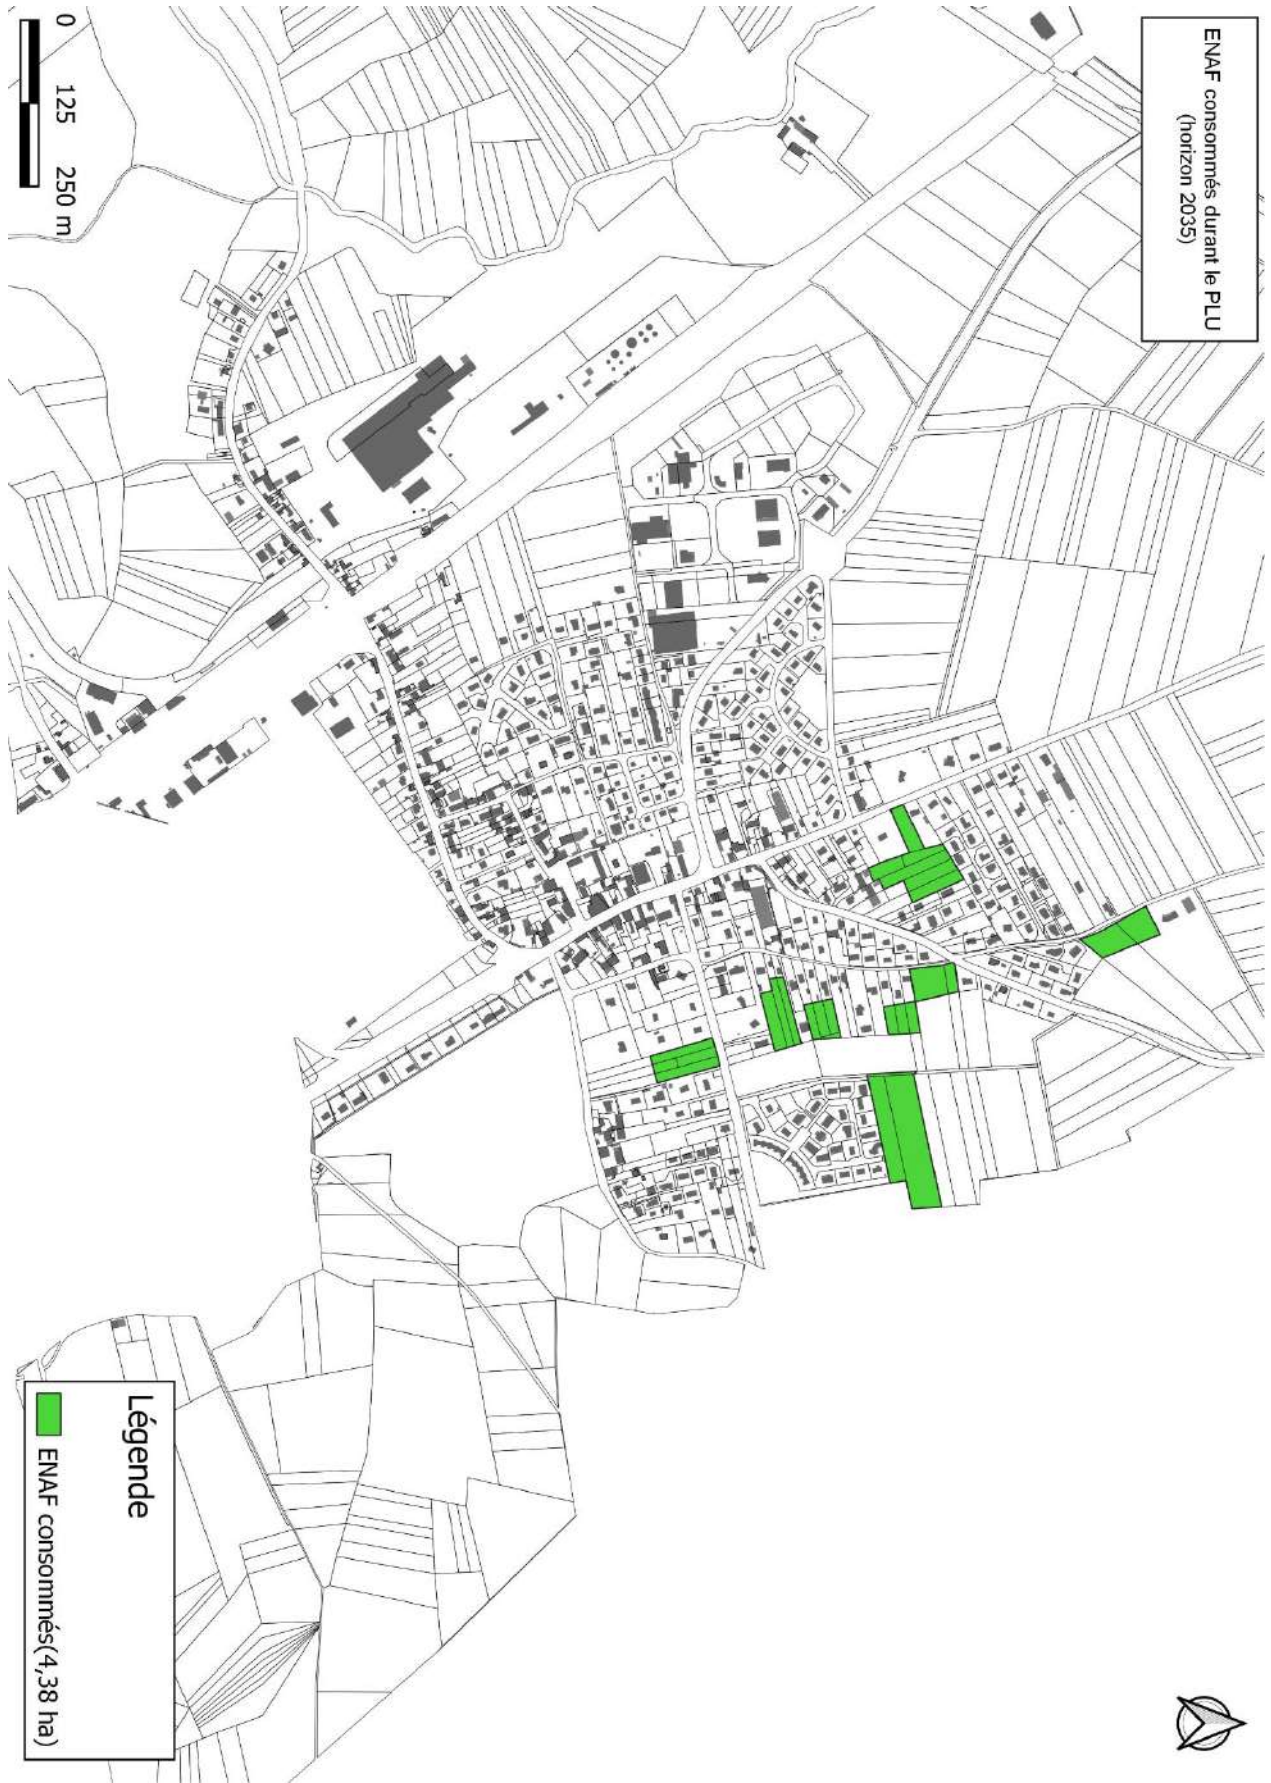 ENAF consommés durant le PLU
(horizon 2035)
0 125 250 m
Légende
ENAF consommés(4,38 ha)